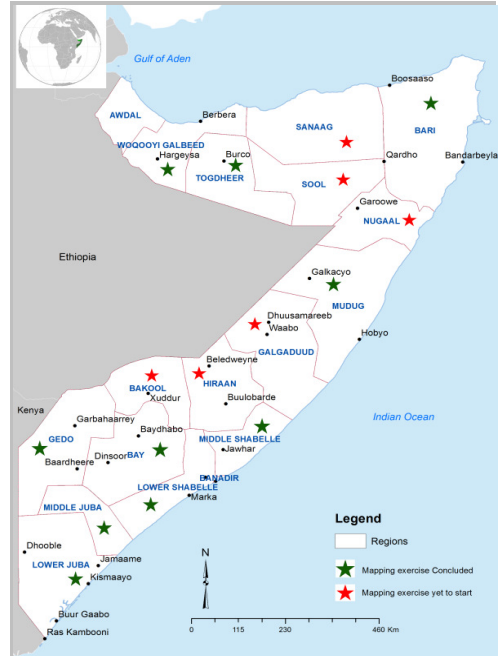 Gulf of Aden
Boosaaso
AWDAL
Berbera
SANAAG
BARI
WOQOOYI GALBEED
Hargeysa
Burco
TOGDHEER
Qardho
Bandarbeyla
SOOL
Garoowe
NUGAAL
Ethiopia
Galkacyo
MUDUG
Dhuusamareeb
Waabo
Hobyo
GALGADUUD
Beledweyne
BAKOOL
HIRAAN
Xuddur
Buulobarde
Kenya
Garbahaarrey
Indian Ocean
GEDO
Baydhabo
MIDDLE SHABELLE
Jawhar
Dinsoor
BAY
Baardheere
BANADIR
LOWER SHABELLE
Marka
MIDDLE JUBA
Legend
Regions
Dhooble
Jamaame
LOWER JUBA
Kismaayo
Mapping exercise Concluded
Mapping exercise yet to start
N
Buur Gaabo
Ras Kambooni
0 115 230 460 Km